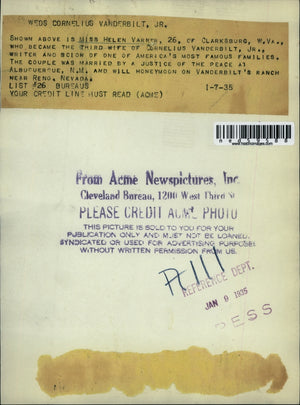 WEDS CORNELIUS VANDERBILT, JR.
SHOWN ABOVE IS MISS HELEN VARNER, 26, OF CLARKSBURG, W.VA.,
WHO BECAME THE THIRD WIFE OF CORNELIUS VANDERBILT, JR.,
WRITER AND SCION OF ONE OF AMERICA'S MOST FAMOUS FAMILIES.
THE COUPLE WAS MARRIED BY A JUSTICE OF THE PEACE AT
ALBUQUERQUE, N.M. AND WILL HONEYMOON ON VANDERBILT'S RANCH
NEAR RENO, NEVADA.
LIST #26 BUREAUS 1-7-35
YOUR CREDIT LINE MUST READ (ACME)
From Acme Newspictures, Inc.
Cleveland Bureau, 1200 West Third St
PLEASE CREDIT ACME PHOTO
THIS PICTURE IS SOLD TO YOU FOR YOUR
PUBLICATION ONLY AND MUST NOT BE LOANED,
SYNDICATED OR USED FOR ADVERTISING PURPOSES
WITHOUT WRITTEN PERMISSION FROM US.
REFERENCE DEPT.
JAN 9 1935
PRESS